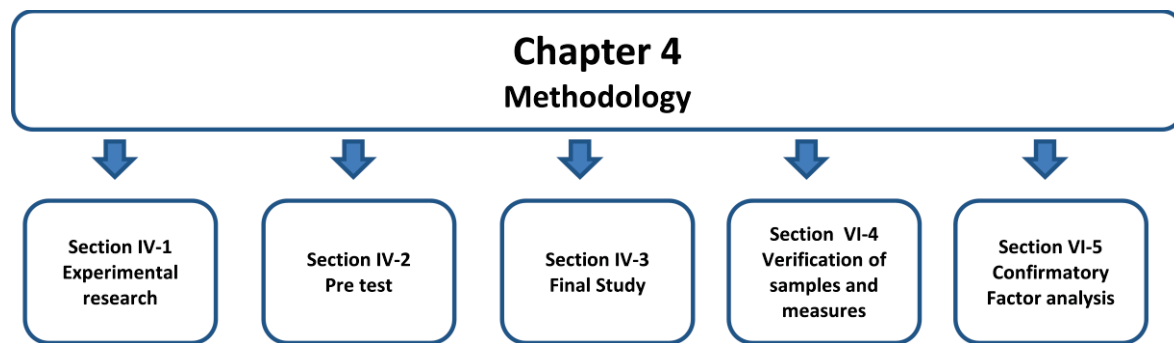 Chapter 4
Methodology
Section IV-1
Experimental
research
Section IV-2
Pre test
Section IV-3
Final Study
Section VI-4
Verification of
samples and
measures
Section VI-5
Confirmatory
Factor analysis